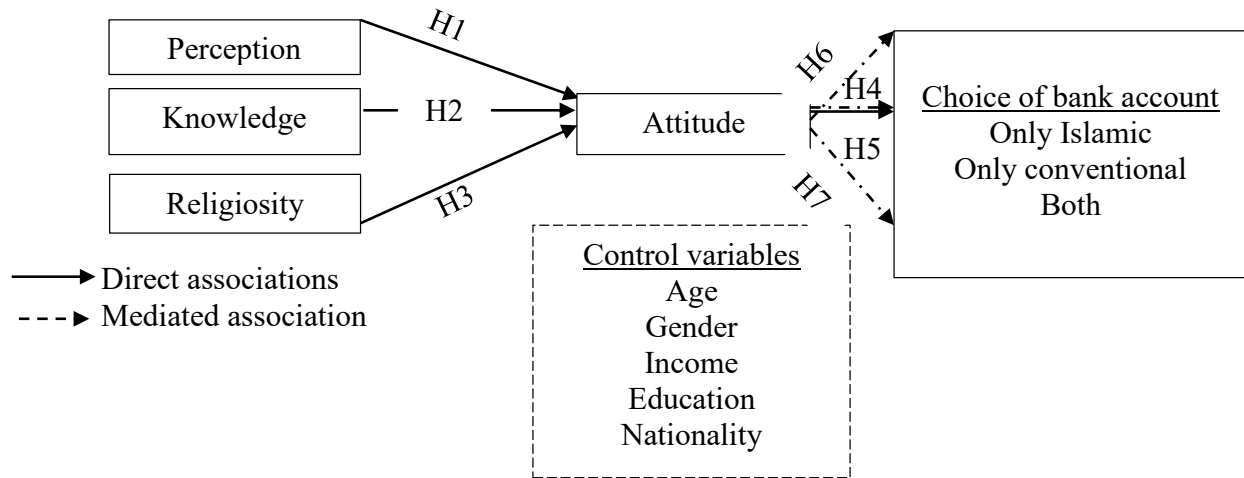 Perception
Knowledge
Religiosity
H1
H2
H3
Attitude
H6
H4
H5
H7
Choice of bank account
Only Islamic
Only conventional
Both
Control variables
Age
Gender
Income
Education
Nationality
Direct associations
Mediated association